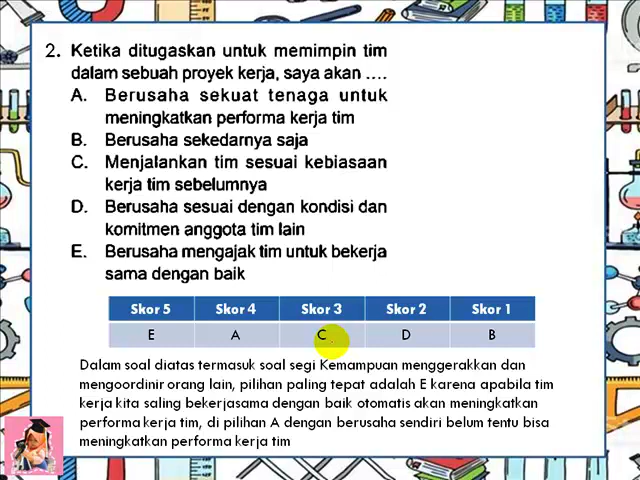 2. Ketika ditugaskan untuk memimpin tim
dalam sebuah proyek kerja, saya akan ....
A. Berusaha sekuat tenaga untuk
meningkatkan performa kerja tim
B. Berusaha sekedarnya saja
C. Menjalankan tim sesuai kebiasaan
kerja tim sebelumnya
D. Berusaha sesuai dengan kondisi dan
komitmen anggota tim lain
E. Berusaha mengajak tim untuk bekerja
sama dengan baik
Skor 5 Skor 4 Skor 3 Skor 2 Skor 1
E A C D B
Dalam soal diatas termasuk soal segi Kemampuan menggerakkan dan
mengoordinir orang lain, pilihan paling tepat adalah E karena apabila tim
kerja kita saling bekerjasama dengan baik otomatis akan meningkatkan
performa kerja tim, di pilihan A dengan berusaha sendiri belum tentu bisa
meningkatkan performa kerja tim